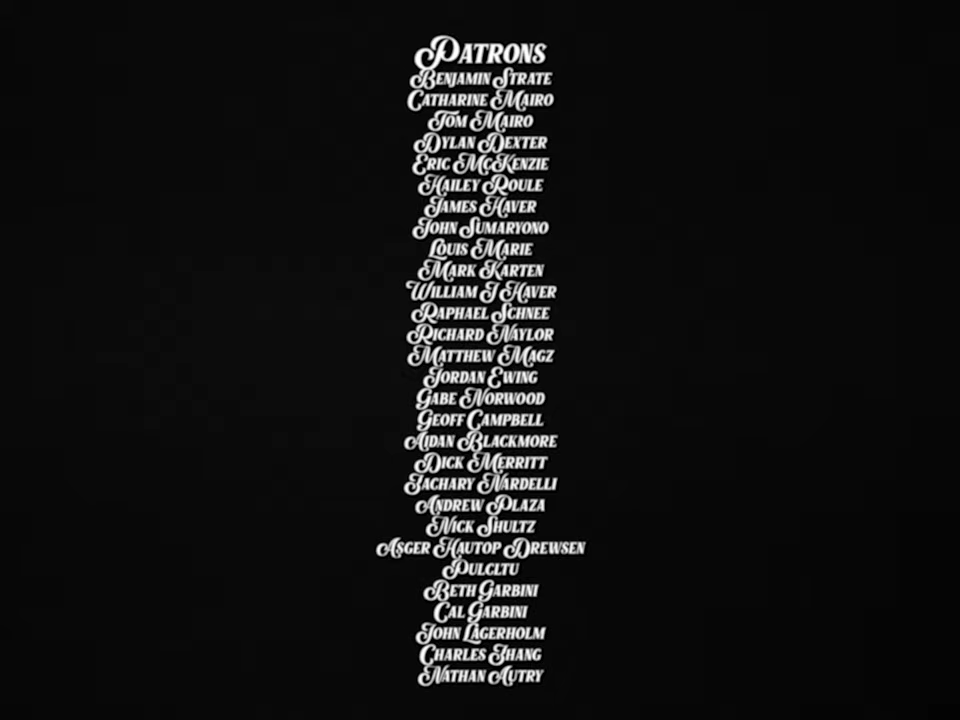 Patrons
Benjamin Strate
Catharine Mairo
Tom Mairo
Dylan Dexter
Eric McKenzie
Hailey Roule
James Haver
John Sumaryono
Louis Marie
Mark Karten
William J Haver
Raphael Schnee
Richard Naylor
Matthew Magz
Jordan Ewing
Gabe Norwood
Geoff Campbell
Aidan Blackmore
Dick Merritt
Zachary Nardelli
Andrew Plaza
Nick Shultz
Asger Hautop Drewsen
Pulcltu
Beth Garbini
Cal Garbini
John Lagerholm
Charles Zhang
Nathan Autry